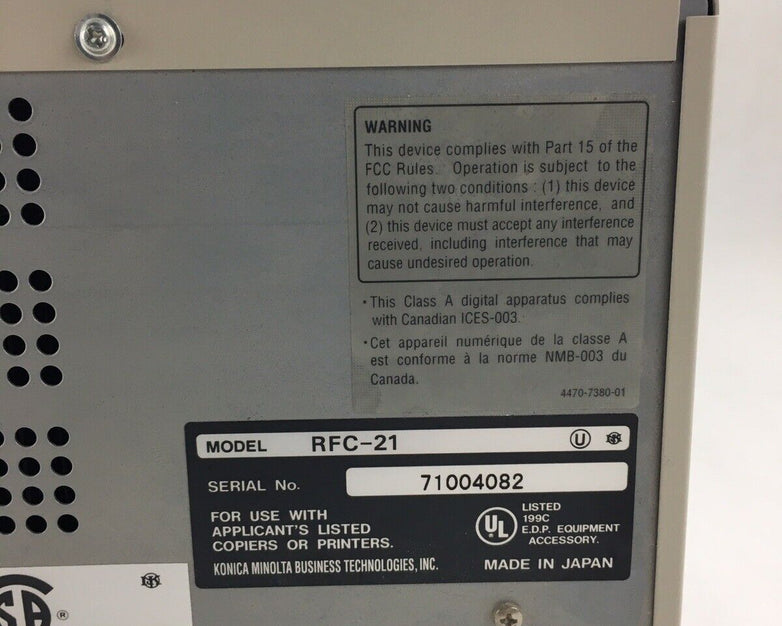 WARNING
This device complies with Part 15 of the
FCC Rules. Operation is subject to the
following two conditions : (1) this device
may not cause harmful interference, and
(2) this device must accept any interference
received, including interference that may
cause undesired operation.
・This Class A digital apparatus complies
with Canadian ICES-003.
・Cet appareil numérique de la classe A
est conforme à la norme NMB-003 du
Canada.
4470-7380-01
MODEL RFC-21 U
SERIAL No. 71004082
FOR USE WITH
APPLICANT'S LISTED
COPIERS OR PRINTERS.
UL
LISTED
199C
E.D.P. EQUIPMENT
ACCESSORY.
KONICA MINOLTA BUSINESS TECHNOLOGIES, INC. MADE IN JAPAN
SA ®